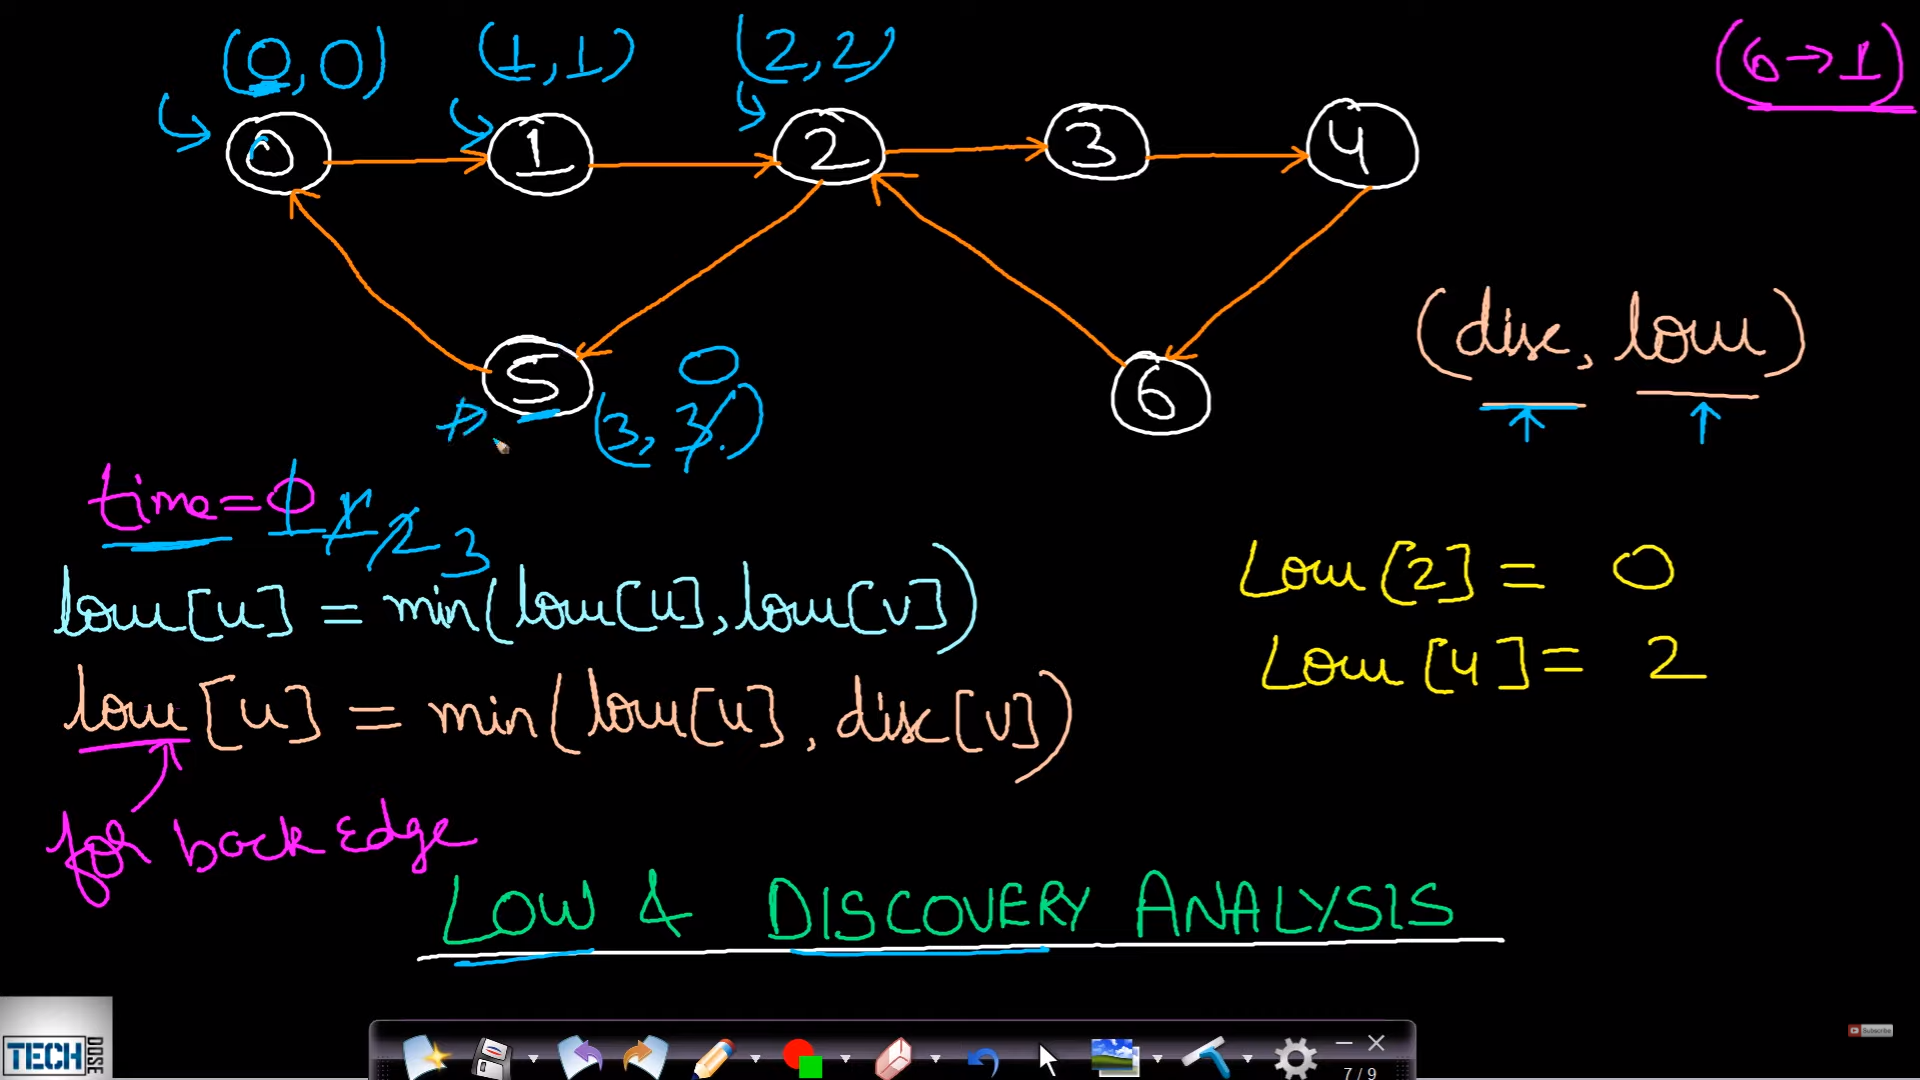 (0,0) (1,1) (2,2) (6→1)
0 1 2 3 4
(disc, low)
5 0 6
(3, 3)
time=0 1 1 2 3
low[u] = min(low[u], low[v])
Low[2] = 0
Low[4] = 2
low[u] = min(low[u], disc[v])
for back Edge
LOW & DISCOVERY ANALYSIS
TECH DOSE
Subscribe
7/9